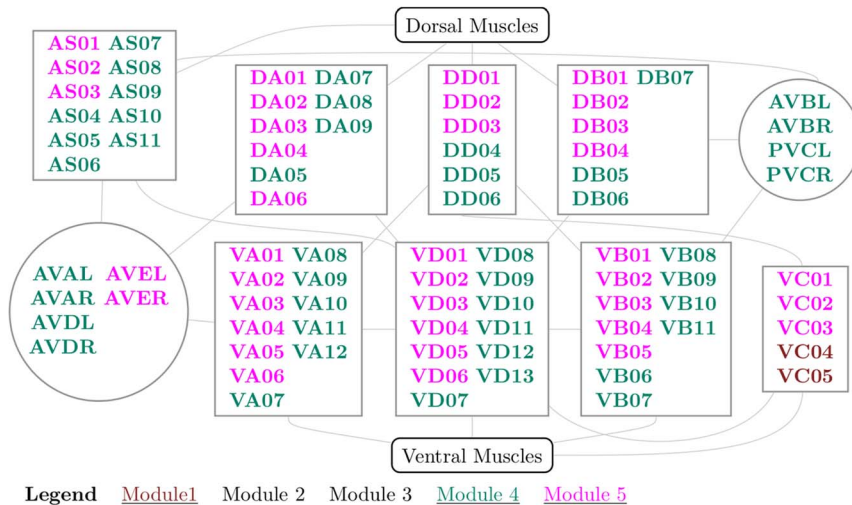 Dorsal Muscles
AS01 AS07
AS02 AS08
AS03 AS09
AS04 AS10
AS05 AS11
AS06
DA01 DA07
DA02 DA08
DA03 DA09
DA04
DA05
DA06
DD01
DD02
DD03
DD04
DD05
DD06
DB01 DB07
DB02
DB03
DB04
DB05
DB06
AVBL
AVBR
PVCL
PVCR
AVAL AVEL
AVAR AVER
AVDL
AVDR
VA01 VA08
VA02 VA09
VA03 VA10
VA04 VA11
VA05 VA12
VA06
VA07
VD01 VD08
VD02 VD09
VD03 VD10
VD04 VD11
VD05 VD12
VD06 VD13
VD07
VB01 VB08
VB02 VB09
VB03 VB10
VB04 VB11
VB05
VB06
VB07
VC01
VC02
VC03
VC04
VC05
Ventral Muscles
Legend Module1 Module 2 Module 3 Module 4 Module 5